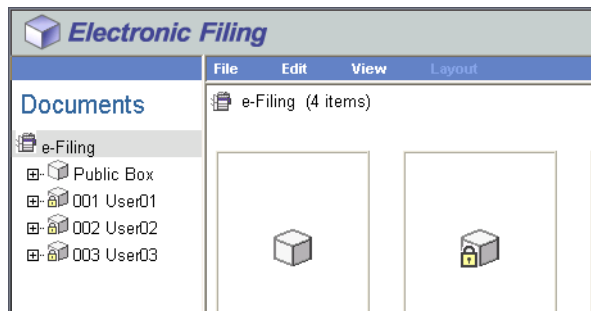 Electronic Filing
File Edit View Layout
Documents
e-Filing (4 items)
e-Filing
Public Box
001 User01
002 User02
003 User03